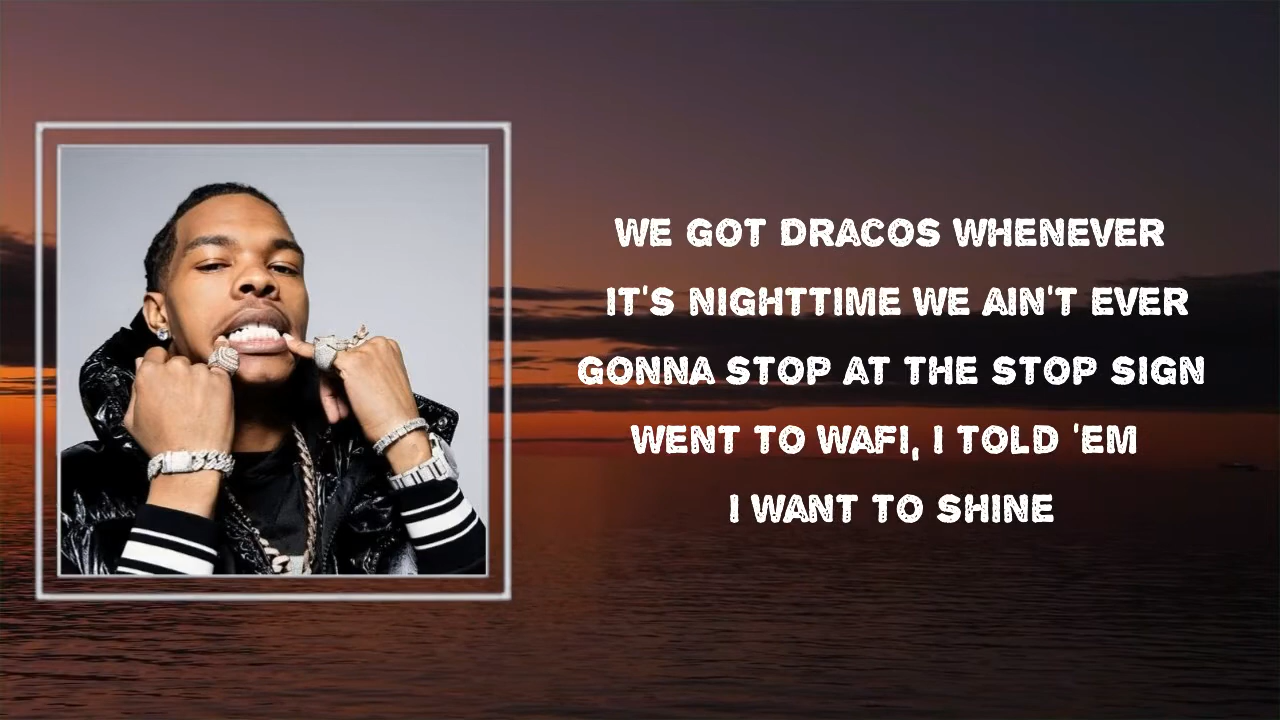 WE GOT DRACOS WHENEVER
IT'S NIGHTTIME WE AIN'T EVER
GONNA STOP AT THE STOP SIGN
WENT TO WAFI, I TOLD 'EM
I WANT TO SHINE